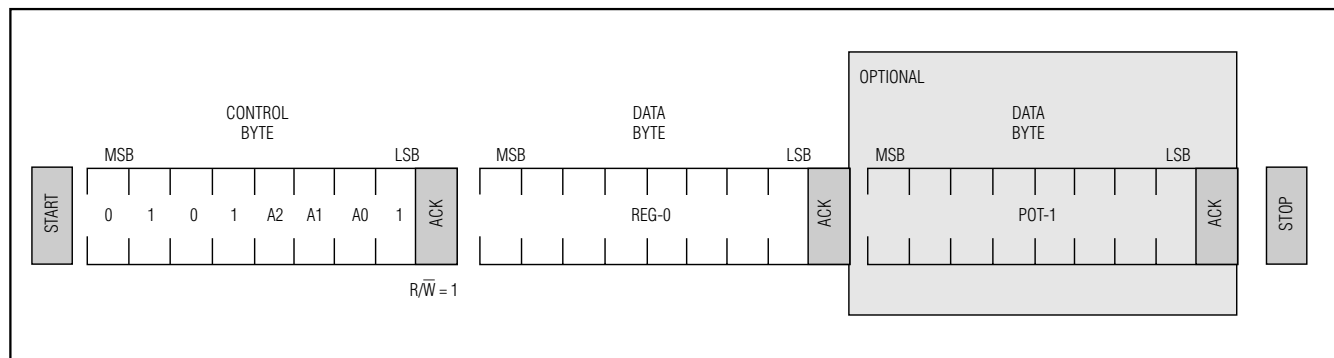 OPTIONAL
CONTROL
BYTE
DATA
BYTE
DATA
BYTE
MSB
LSB
MSB
LSB
MSB
LSB
START
0 1 0 1 A2 A1 A0 1
ACK
REG-0
ACK
POT-1
ACK
STOP
R/W̅ = 1